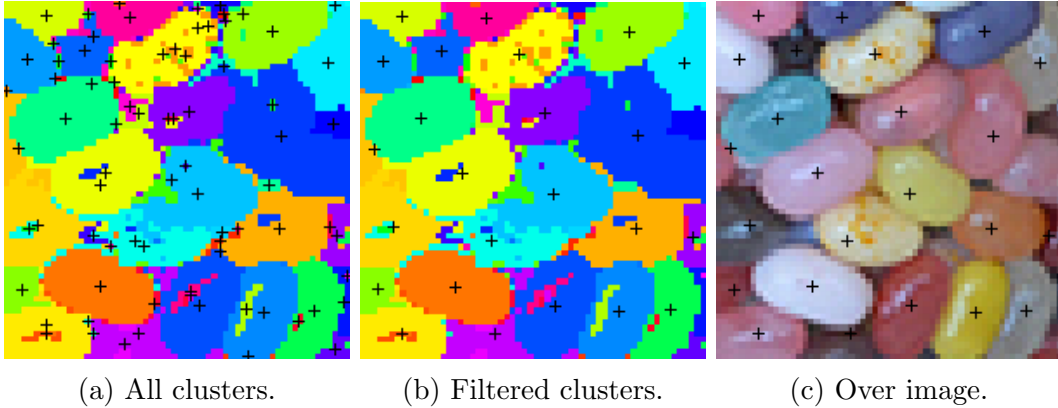 (a) All clusters.
(b) Filtered clusters.
(c) Over image.